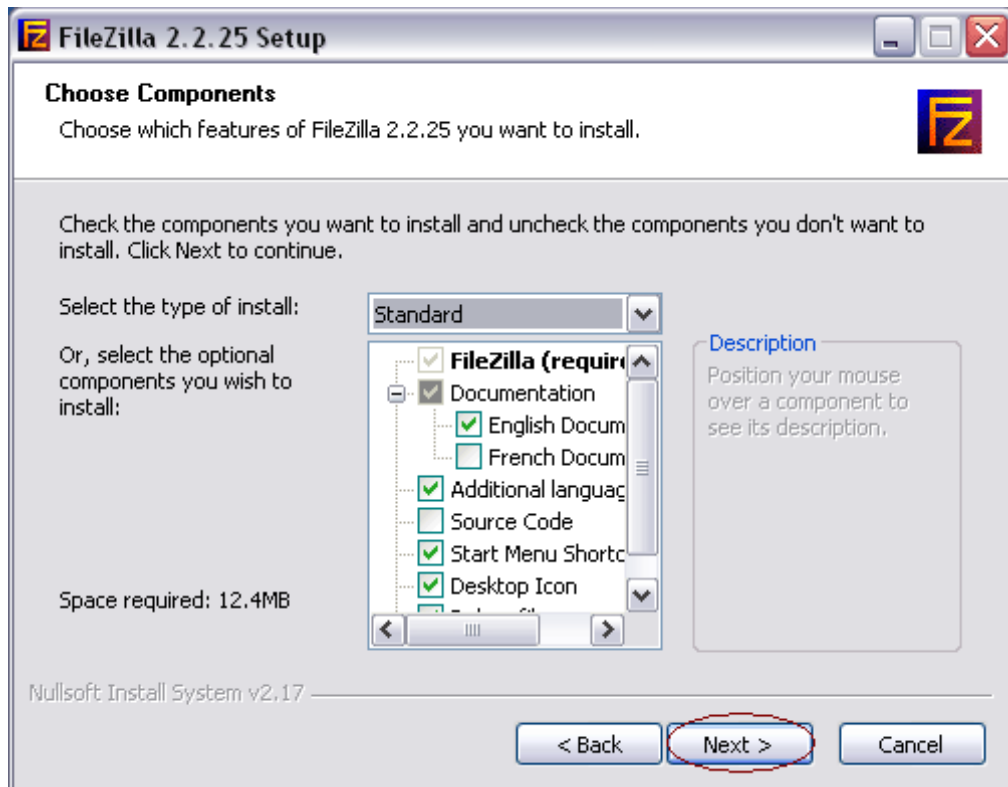 FileZilla 2.2.25 Setup
Choose Components
Choose which features of FileZilla 2.2.25 you want to install.
Check the components you want to install and uncheck the components you don't want to
install. Click Next to continue.
Select the type of install:
Standard
Or, select the optional
components you wish to
install:
FileZilla (require
Documentation
English Docum
French Docum
Additional languag
Source Code
Start Menu Shortc
Desktop Icon
Description
Position your mouse
over a component to
see its description.
Space required: 12.4MB
Nullsoft Install System v2.17
< Back
Next >
Cancel